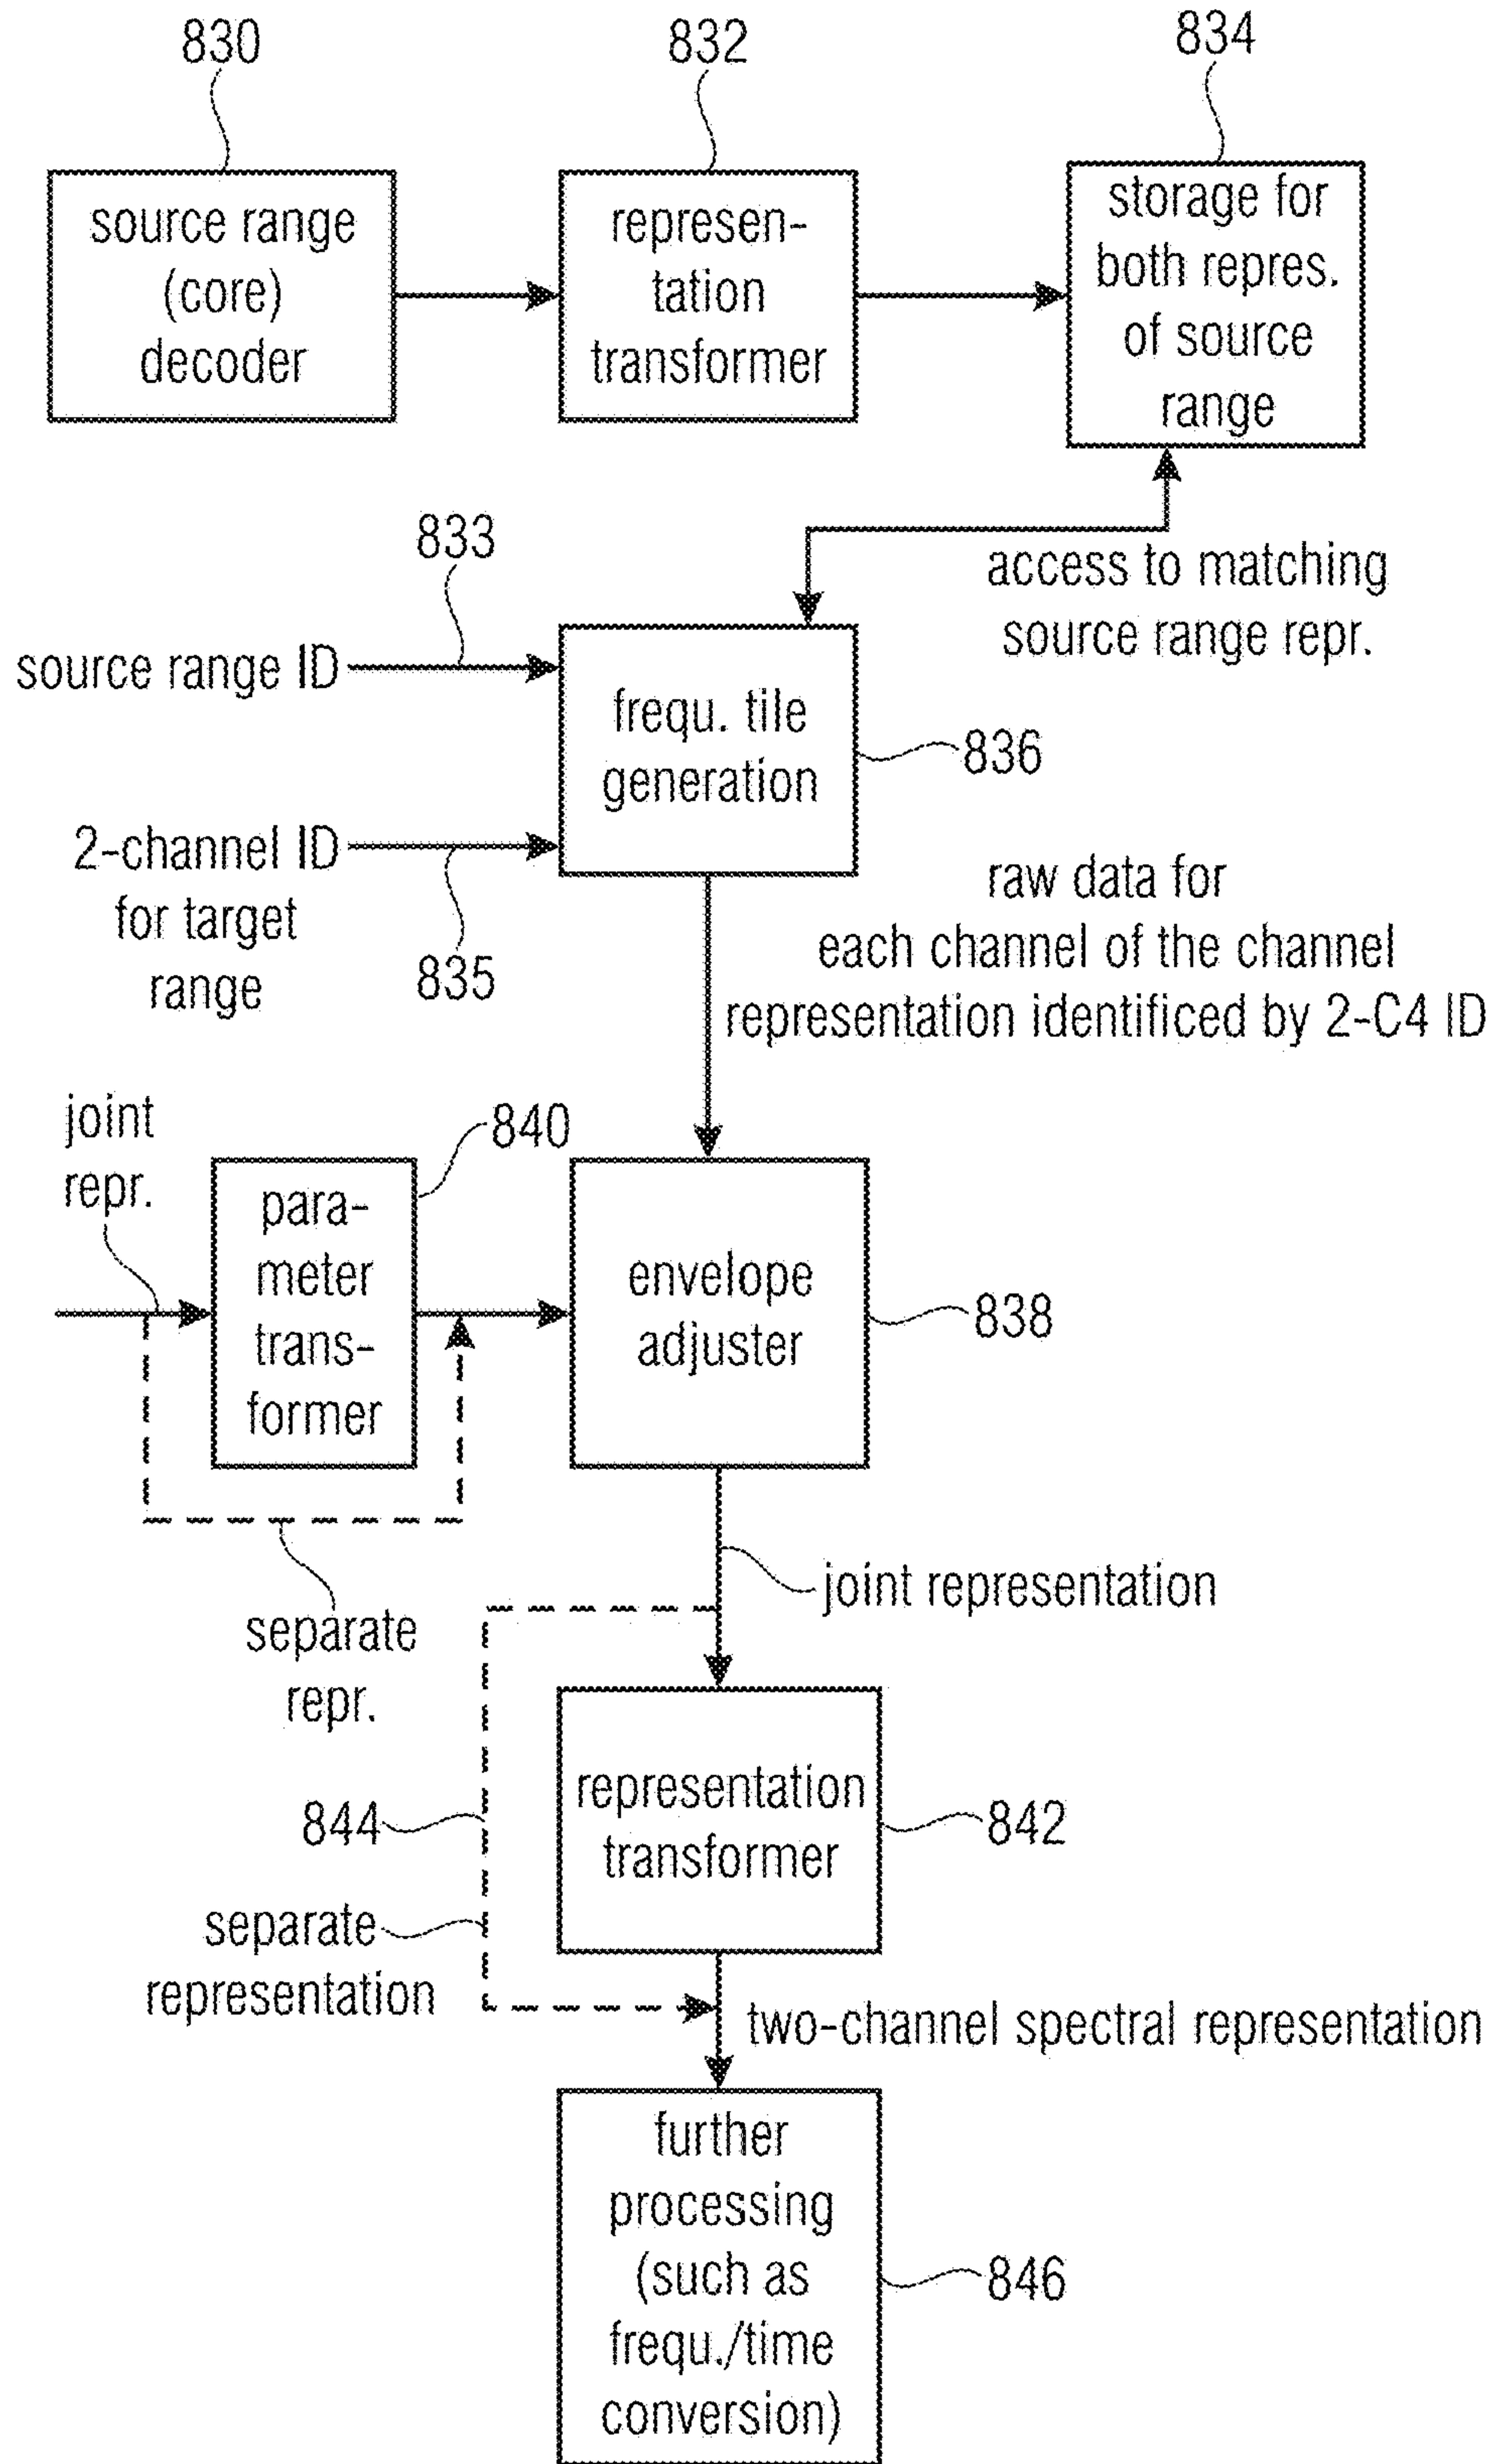 830
832
834
source range
(core)
decoder
represen-
tation
transformer
storage for
both repres.
of source
range
833
access to matching
source range repr.
source range ID
frequ. tile
generation
836
2-channel ID
for target
range
835
raw data for
each channel of the channel
representation identificed by 2-C4 ID
joint
repr.
840
para-
meter
trans-
former
envelope
adjuster
838
separate
repr.
joint representation
representation
transformer
842
844
separate
representation
two-channel spectral representation
further
processing
(such as
frequ./time
conversion)
846